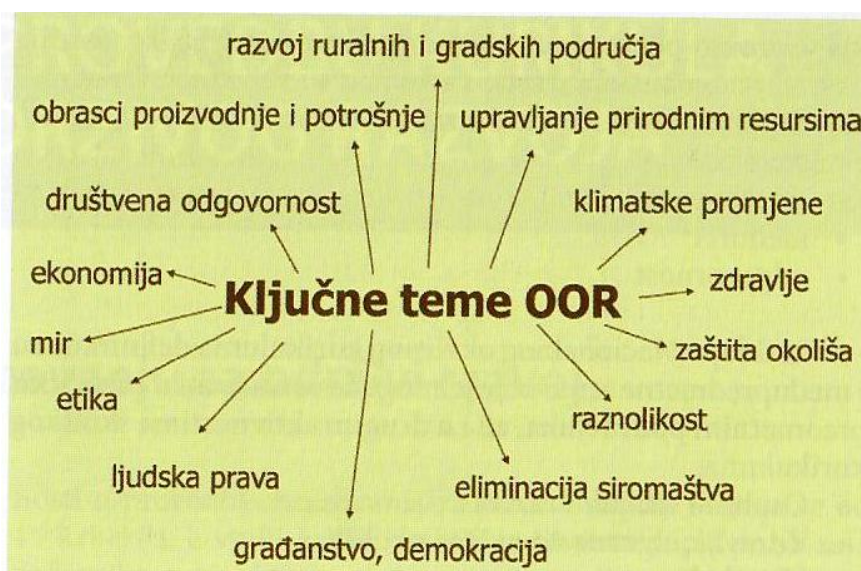 razvoj ruralnih i gradskih područja
obrasci proizvodnje i potrošnje
upravljanje prirodnim resursima
društvena odgovornost
klimatske promjene
ekonomija
zdravlje
Ključne teme OOR
mir
zaštita okoliša
etika
raznolikost
ljudska prava
eliminacija siromaštva
građanstvo, demokracija